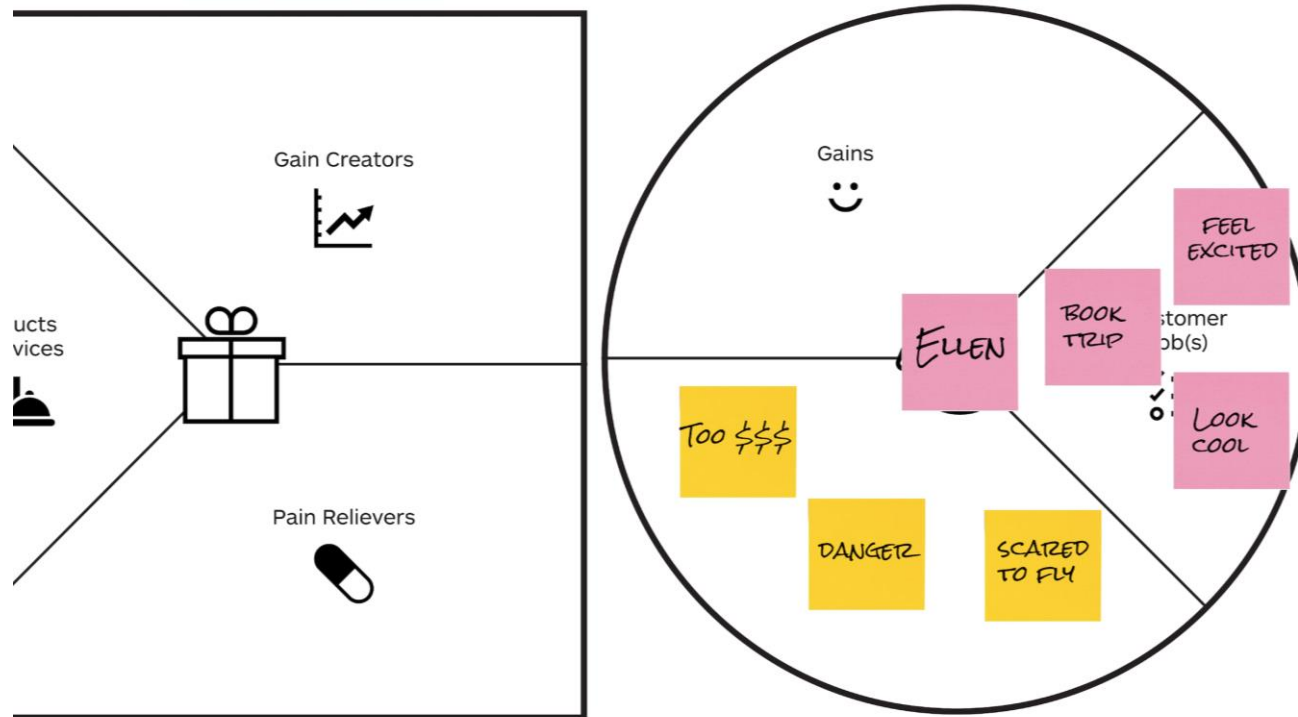 Gain Creators
ucts
vices
Pain Relievers
Gains
FEEL
EXCITED
BOOK
TRIP
stomer
ob(s)
ELLEN
LOOK
COOL
TOO $$$
DANGER
SCARED
TO FLY